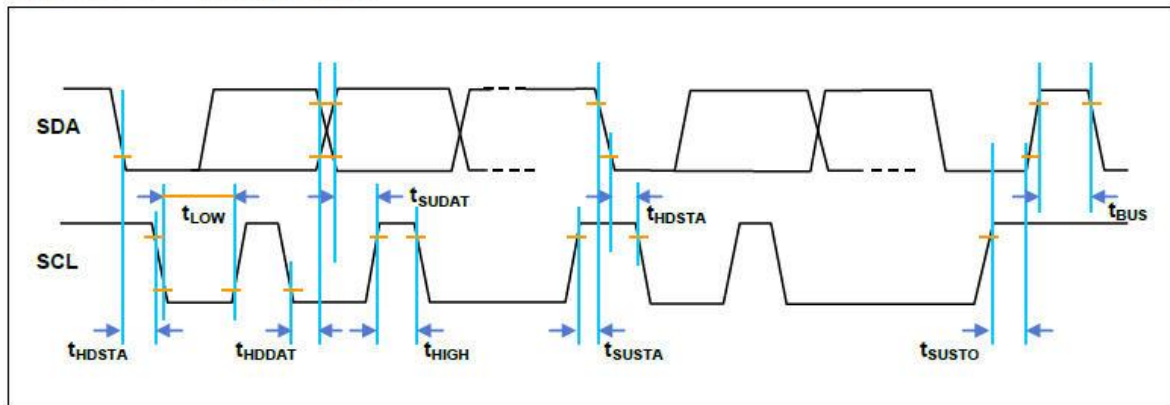 SDA
tSUDAT
tLOW
tHDSTA
tBUS
SCL
tHDSTA
tHDDAT
tHIGH
tSUSTA
tSUSTO